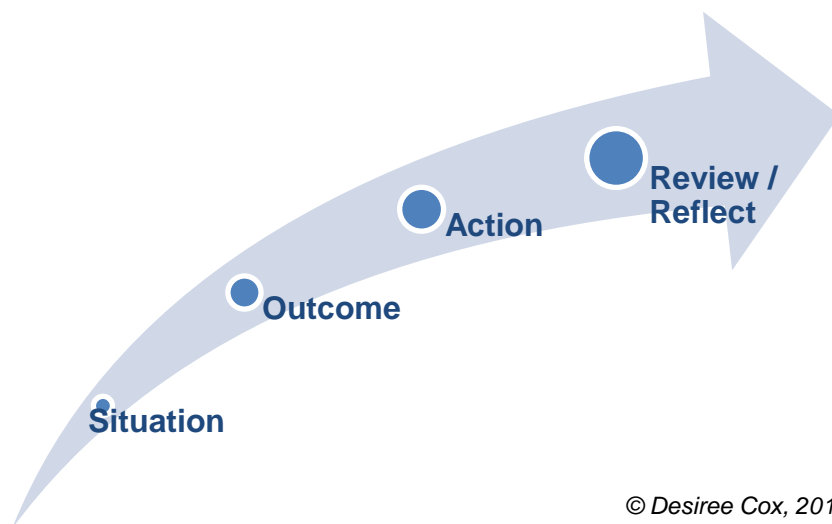 Review /
Reflect
Action
Outcome
Situation
© Desiree Cox, 201